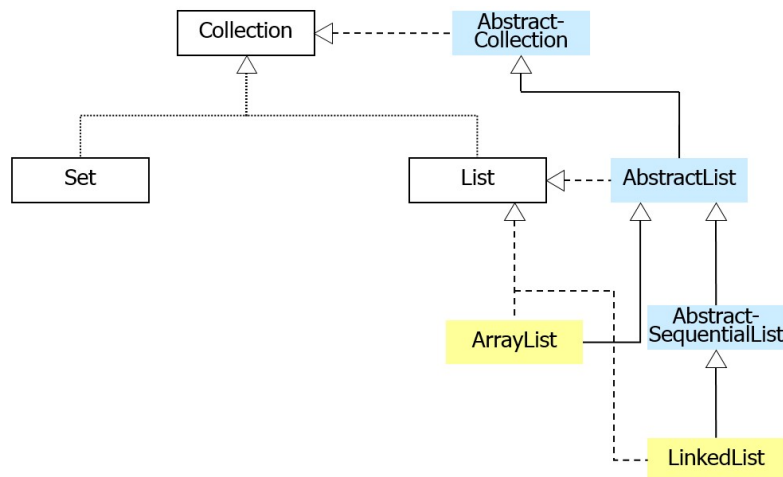 Collection
Abstract-
Collection
Set
List
AbstractList
ArrayList
Abstract-
SequentialList
LinkedList